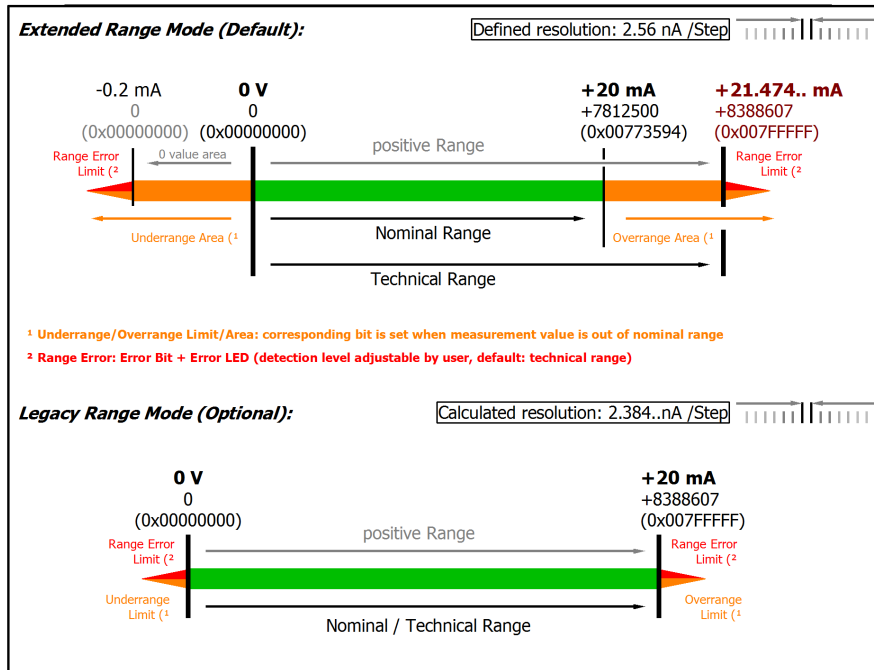 Extended Range Mode (Default):
Defined resolution: 2.56 nA /Step
-0.2 mA
0
(0x00000000)
0 V
0
(0x00000000)
+20 mA
+7812500
(0x00773594)
+21.474.. mA
+8388607
(0x007FFFFF)
Range Error
Limit (²
0 value area
positive Range
Range Error
Limit (²
Underrange Area (¹
Nominal Range
Overrange Area (¹
Technical Range
¹ Underrange/Overrange Limit/Area: corresponding bit is set when measurement value is out of nominal range
² Range Error: Error Bit + Error LED (detection level adjustable by user, default: technical range)
Legacy Range Mode (Optional):
Calculated resolution: 2.384..nA /Step
0 V
0
(0x00000000)
+20 mA
+8388607
(0x007FFFFF)
Range Error
Limit (²
positive Range
Range Error
Limit (²
Underrange
Limit (¹
Overrange
Limit (¹
Nominal / Technical Range